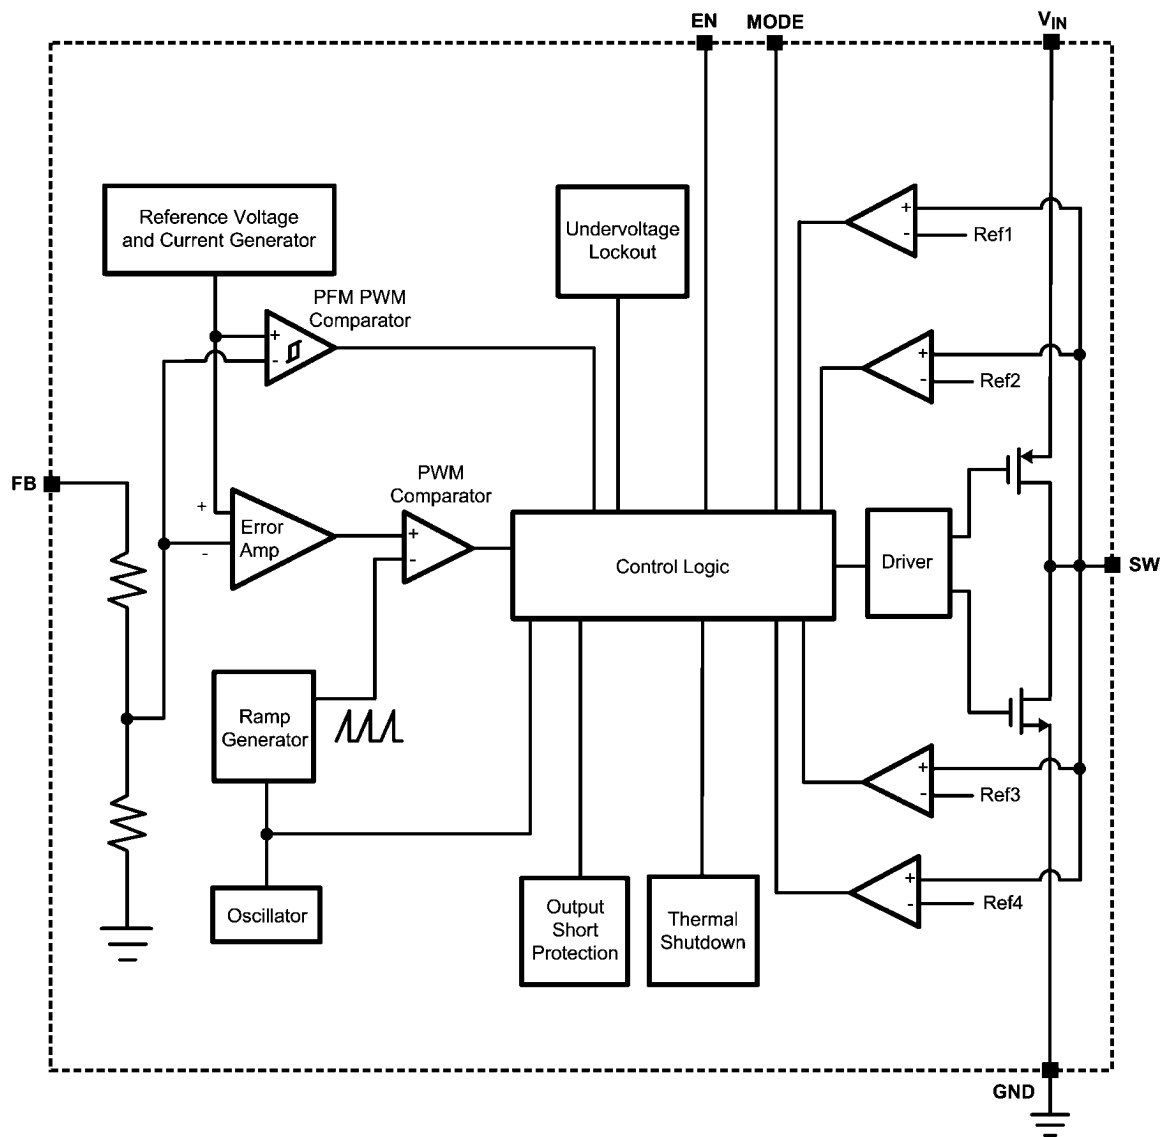 EN
MODE
VIN
Reference Voltage
and Current Generator
Undervoltage
Lockout
+
-
Ref1
PFM PWM
Comparator
+
-
+
-
Ref2
FB
+
-
Error
Amp
PWM
Comparator
+
-
Control Logic
Driver
SW
Ramp
Generator
+
-
Ref3
Oscillator
Output
Short
Protection
Thermal
Shutdown
+
-
Ref4
GND